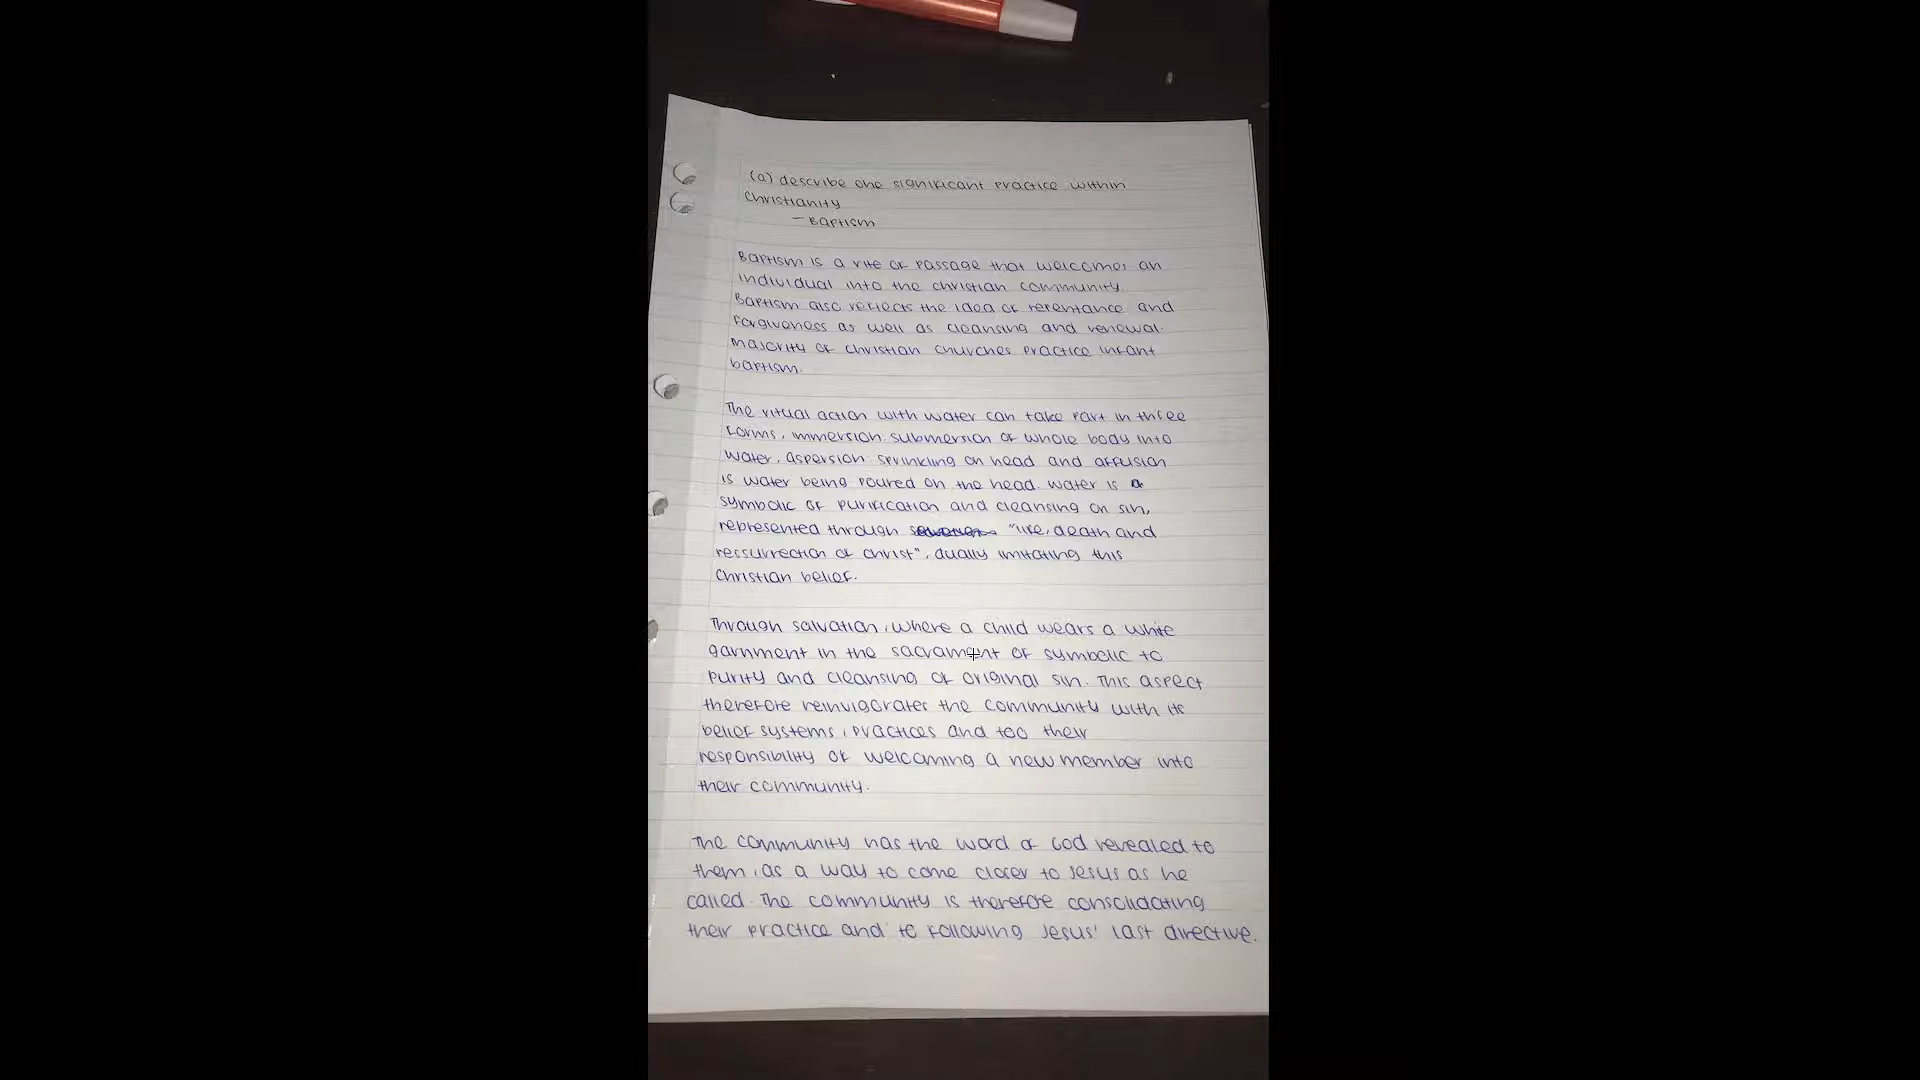 (a) describe one significant practice within
Christianity
- Baptism
Baptism is a rite of passage that welcomes an
individual into the christian community.
Baptism also reflects the idea of repentance and
forgiveness as well as cleansing and renewal.
Majority of christian churches practice infant
baptism.
The ritual action with water can take part in three
forms, immersion: submersion of whole body into
water, aspersion: sprinkling on head and affusion
is water being poured on the head. Water is a
symbolic of purification and cleansing on sin,
represented through "life, death and
ressurrection of christ", dually imitating this
Christian belief.
Through salvation, where a child wears a white
garnment in the sacrament of symbolic to
purity and cleansing of original sin. This aspect
therefore reinvigorates the community with its
belief systems, practices and too their
responsibility of welcoming a new member into
their community.
The community has the word of God revealed to
them, as a way to come closer to Jesus as he
called. The community is therefore consolidating
their practice and to following Jesus' last directive.